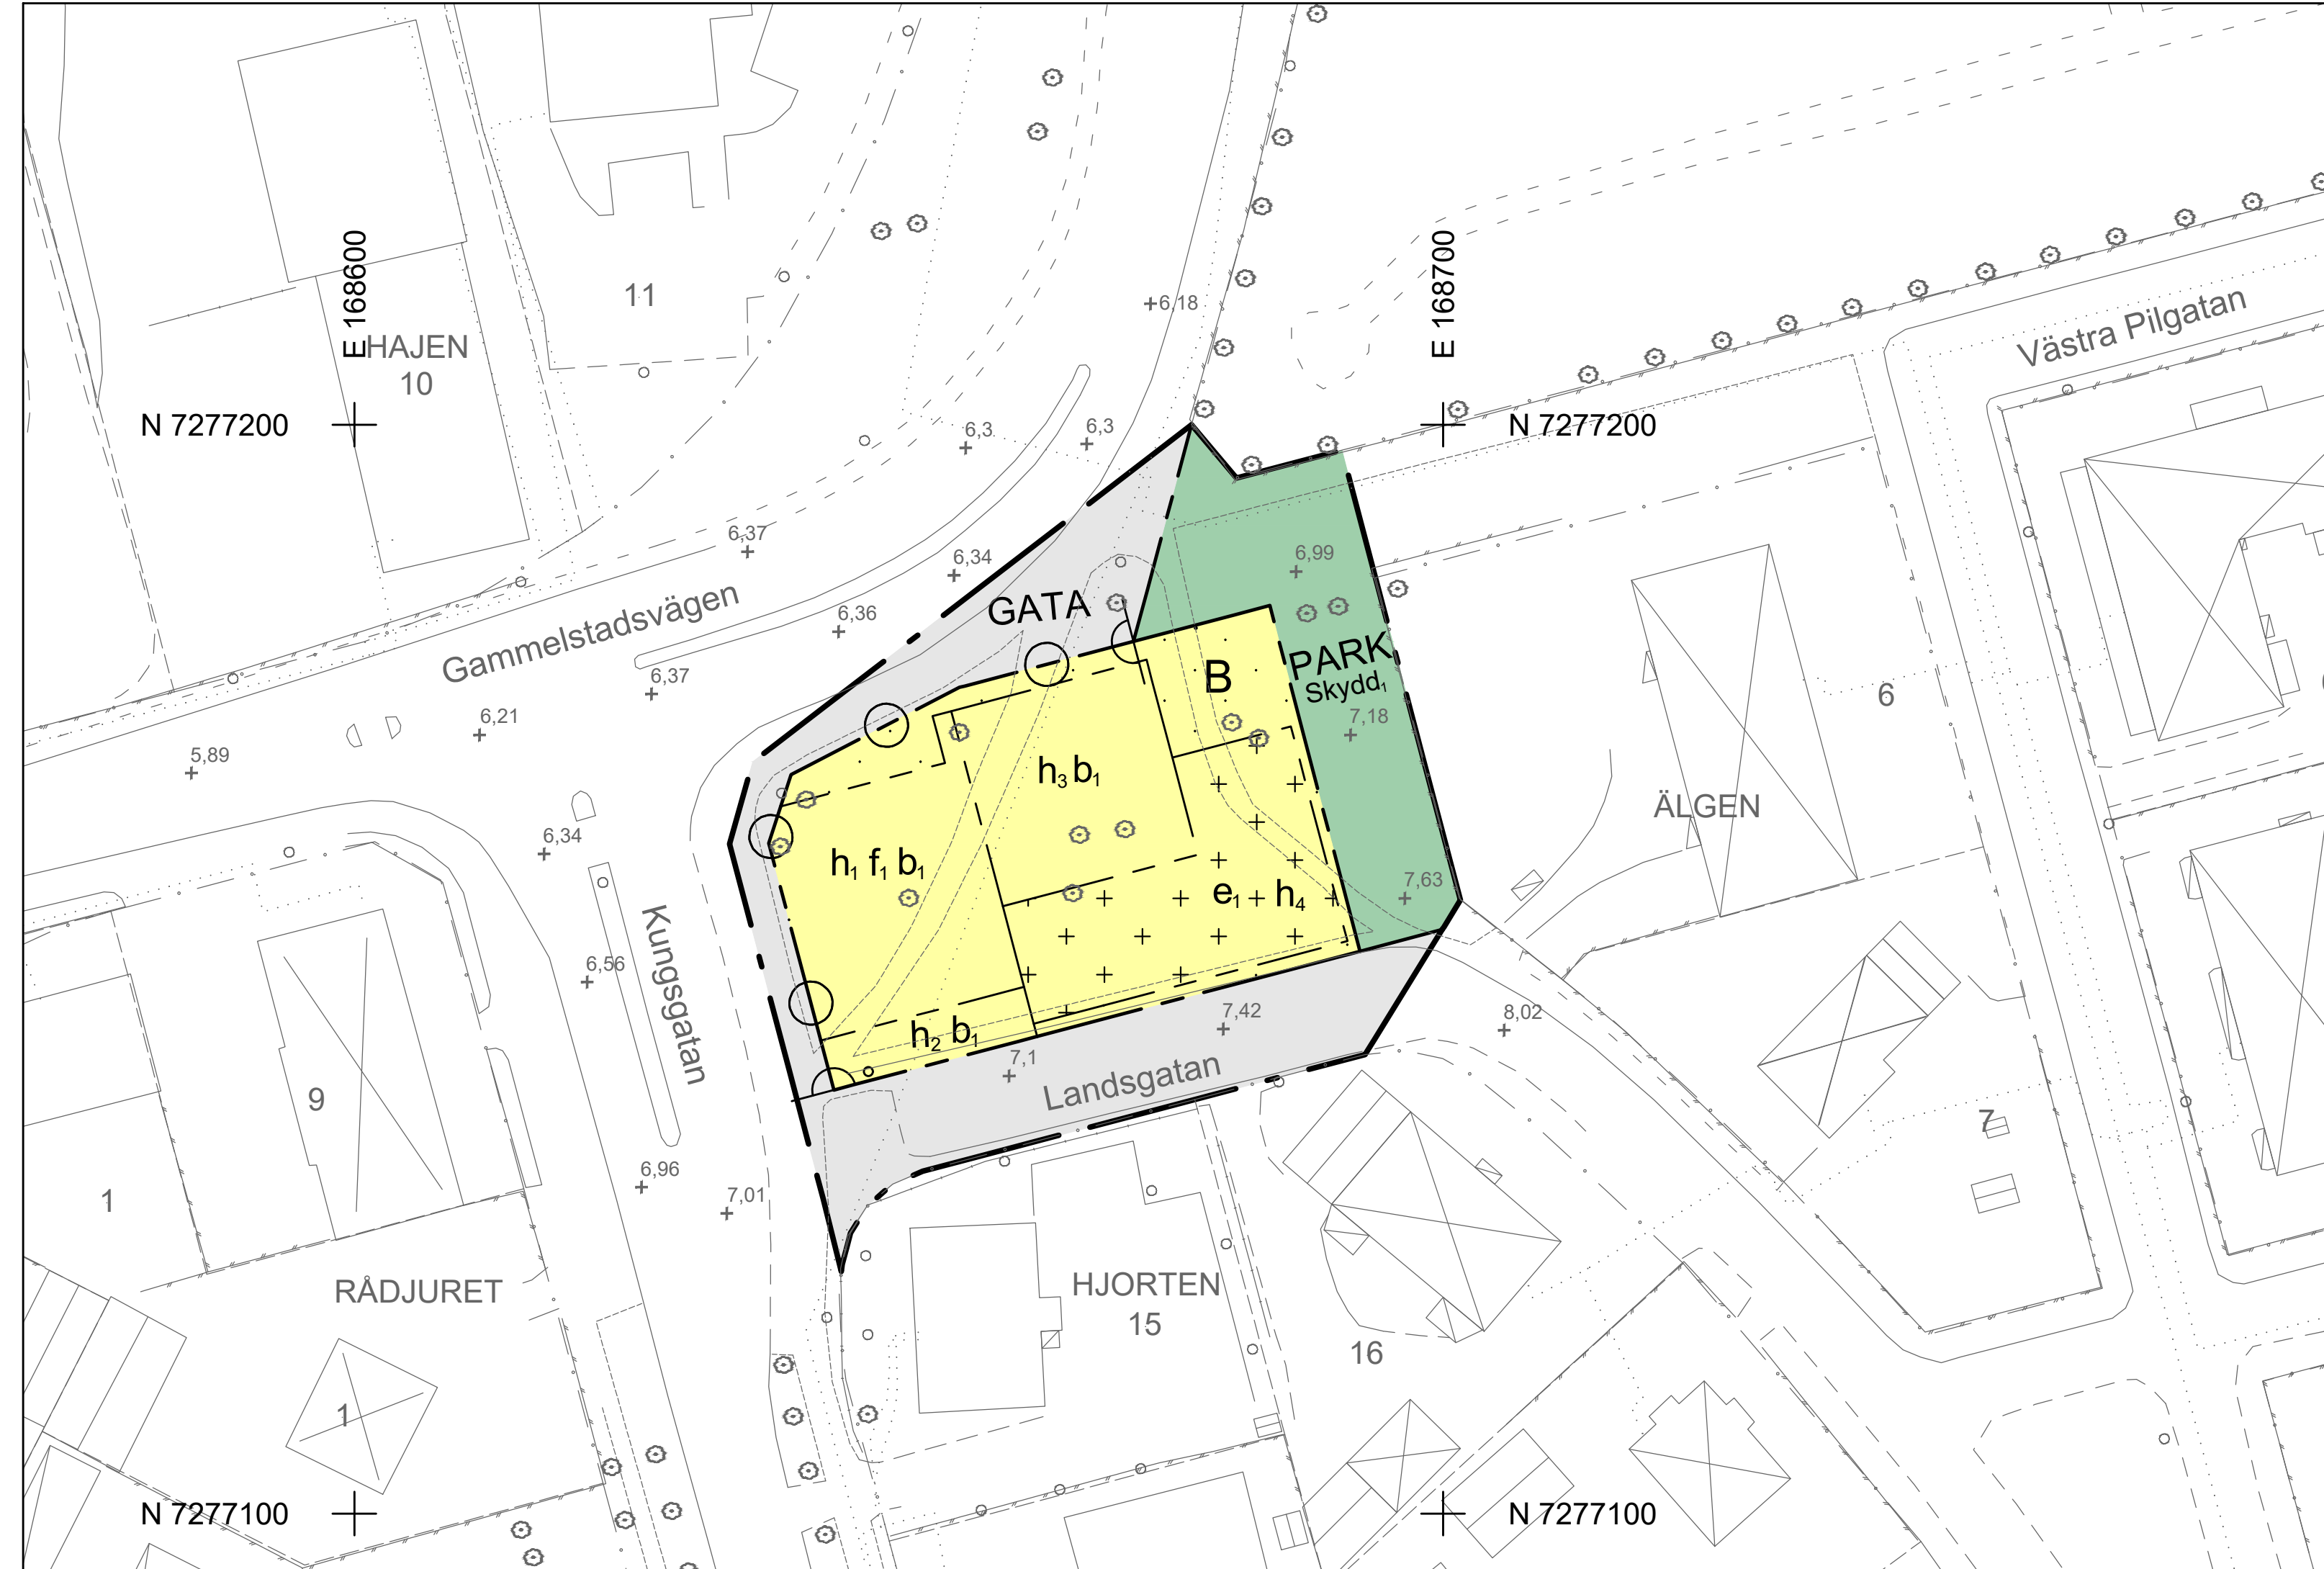 E 168600
E 168700
11
HAJEN
10
6,18
Västra Pilgatan
N 7277200
N 7277200
6,3
6,3
6,37
6,34
6,99
Gammelstadsvägen
6,36
GATA
6,37
B
PARK
Skydd₁
6
6,21
7,18
5,89
h₃ b₁
ÄLGEN
6,34
h₁ f₁ b₁
7,63
e₁ h₄
Kungsgatan
6,56
7,42
8,02
h₂ b₁
7,1
Landsgatan
9
7
6,96
7,01
1
RÅDJURET
HJORTEN
15
16
1
N 7277100
N 7277100